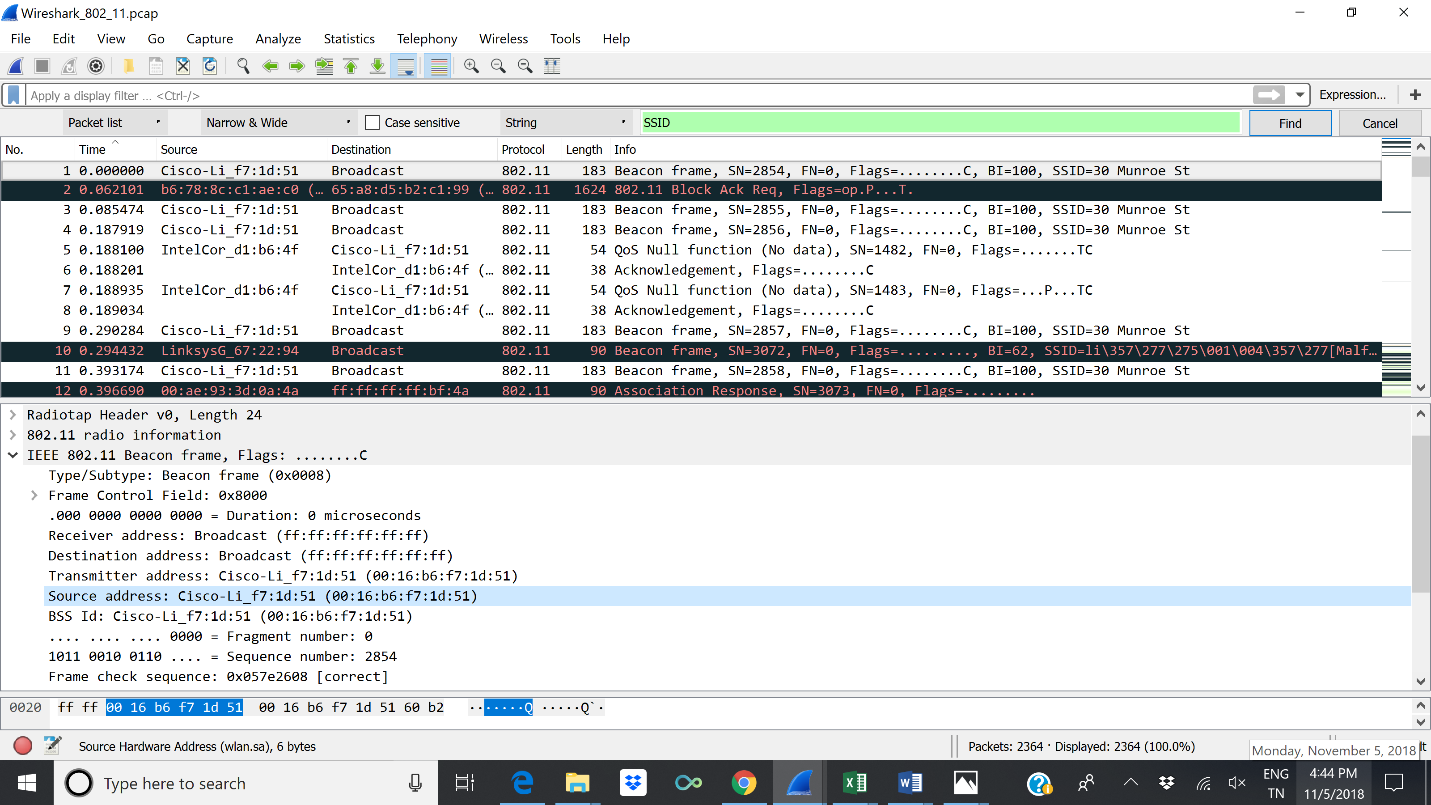 Wireshark_802_11.pcap
File Edit View Go Capture Analyze Statistics Telephony Wireless Tools Help
Apply a display filter ... <Ctrl-/>
Expression... +
Packet list Narrow & Wide Case sensitive String SSID Find Cancel
No. Time Source Destination Protocol Length Info
1 0.000000 Cisco-Li_f7:1d:51 Broadcast 802.11 183 Beacon frame, SN=2854, FN=0, Flags=........C, BI=100, SSID=30 Munroe St
2 0.062101 b6:78:8c:c1:ae:c0 (… 65:a8:d5:b2:c1:99 (… 802.11 1624 802.11 Block Ack Req, Flags=op.P...T.
3 0.085474 Cisco-Li_f7:1d:51 Broadcast 802.11 183 Beacon frame, SN=2855, FN=0, Flags=........C, BI=100, SSID=30 Munroe St
4 0.187919 Cisco-Li_f7:1d:51 Broadcast 802.11 183 Beacon frame, SN=2856, FN=0, Flags=........C, BI=100, SSID=30 Munroe St
5 0.188100 IntelCor_d1:b6:4f Cisco-Li_f7:1d:51 802.11 54 QoS Null function (No data), SN=1482, FN=0, Flags=.......TC
6 0.188201 IntelCor_d1:b6:4f (… 802.11 38 Acknowledgement, Flags=........C
7 0.188935 IntelCor_d1:b6:4f Cisco-Li_f7:1d:51 802.11 54 QoS Null function (No data), SN=1483, FN=0, Flags=...P...TC
8 0.189034 IntelCor_d1:b6:4f (… 802.11 38 Acknowledgement, Flags=........C
9 0.290284 Cisco-Li_f7:1d:51 Broadcast 802.11 183 Beacon frame, SN=2857, FN=0, Flags=........C, BI=100, SSID=30 Munroe St
10 0.294432 LinksysG_67:22:94 Broadcast 802.11 90 Beacon frame, SN=3072, FN=0, Flags=........., BI=62, SSID=li\357\277\275\001\004\357\277[Malf…
11 0.393174 Cisco-Li_f7:1d:51 Broadcast 802.11 183 Beacon frame, SN=2858, FN=0, Flags=........C, BI=100, SSID=30 Munroe St
12 0.396690 00:ae:93:3d:0a:4a ff:ff:ff:ff:bf:4a 802.11 90 Association Response, SN=3073, FN=0, Flags=.........
Radiotap Header v0, Length 24
802.11 radio information
IEEE 802.11 Beacon frame, Flags: ........C
Type/Subtype: Beacon frame (0x0008)
Frame Control Field: 0x8000
.000 0000 0000 0000 = Duration: 0 microseconds
Receiver address: Broadcast (ff:ff:ff:ff:ff:ff)
Destination address: Broadcast (ff:ff:ff:ff:ff:ff)
Transmitter address: Cisco-Li_f7:1d:51 (00:16:b6:f7:1d:51)
Source address: Cisco-Li_f7:1d:51 (00:16:b6:f7:1d:51)
BSS Id: Cisco-Li_f7:1d:51 (00:16:b6:f7:1d:51)
.... .... .... 0000 = Fragment number: 0
1011 0010 0110 .... = Sequence number: 2854
Frame check sequence: 0x057e2608 [correct]
0020 ff ff 00 16 b6 f7 1d 51 00 16 b6 f7 1d 51 60 b2 ·······Q ·····Q`·
Source Hardware Address (wlan.sa), 6 bytes
Packets: 2364 · Displayed: 2364 (100.0%)
Monday, November 5, 2018
Type here to search
ENG
TN
4:44 PM
11/5/2018